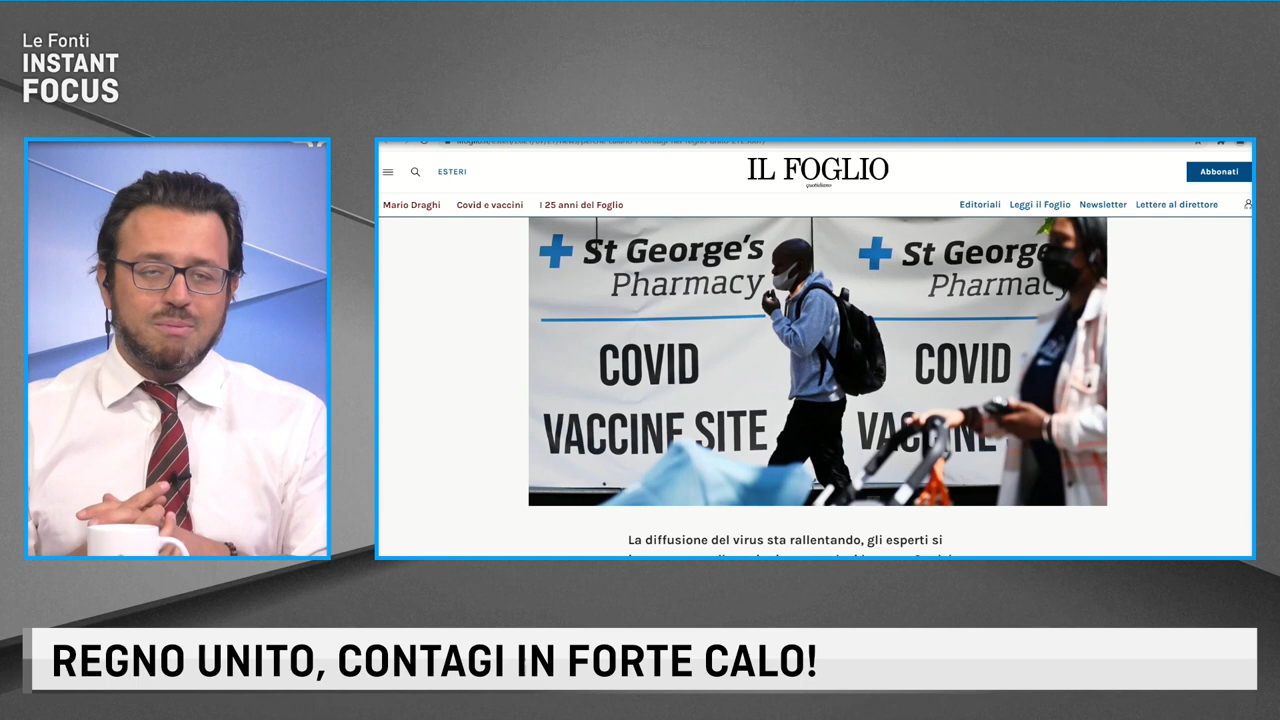 Le Fonti
INSTANT
FOCUS
ESTERI
IL FOGLIO
quotidiano
Abbonati
Mario Draghi Covid e vaccini I 25 anni del Foglio
Editoriali Leggi il Foglio Newsletter Lettere al direttore
St George's
Pharmacy
COVID
VACCINE SITE
St George
Pharmacy
COVID
VACCINE
La diffusione del virus sta rallentando, gli esperti si
REGNO UNITO, CONTAGI IN FORTE CALO!